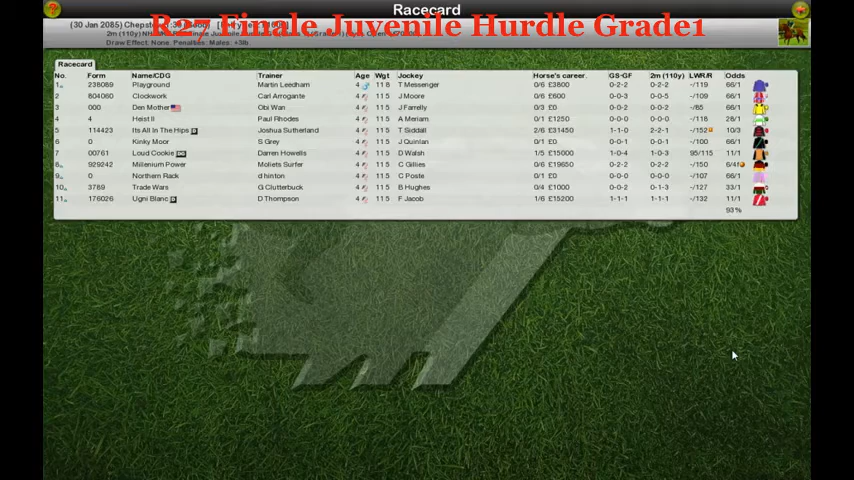 Racecard
R27 Finale Juvenile Hurdle Grade1
(30 Jan 2085) Chepstow
2m (110y)
Draw Effect: None. Penalties: Males: +3lb.
Racecard
No. Form Name/CDG Trainer Age Wgt Jockey Horse's career. GS-GF 2m (110y) LWR/R Odds
1 238089 Playground Martin Leedham 4 11 8 T Messenger 0/6 £3800 0-2-2 0-2-2 -/119 66/1
2 804060 Clockwork Carl Arrogante 4 11 5 J Moore 0/6 £600 0-0-3 0-0-5 -/109 66/1
3 000 Den Mother Obi Wan 4 11 5 J Farrelly 0/3 £0 0-0-2 0-0-2 -/85 66/1
4 4 Heist II Paul Rhodes 4 11 5 A Meriam 0/1 £1250 0-0-0 0-0-0 -/116 28/1
5 114423 Its All In The Hips Joshua Sutherland 4 11 5 T Siddall 2/6 £31450 1-1-0 2-2-1 -/152 10/3
6 0 Kinky Moor S Grey 4 11 5 J Quinlan 0/1 £0 0-0-1 0-0-1 -/100 66/1
7 00761 Loud Cookie Darren Howells 4 11 5 D Walsh 1/5 £15000 1-0-4 1-0-3 95/115 11/1
8 929242 Millenium Power Moliets Surfer 4 11 5 C Gillies 0/6 £19650 0-2-2 0-2-2 -/150 6/4f
9 0 Northern Rack d hinton 4 11 5 C Poste 0/1 £0 0-0-0 0-0-0 -/107 66/1
10 3789 Trade Wars G Clutterbuck 4 11 5 B Hughes 0/4 £1000 0-0-2 0-1-3 -/127 33/1
11 176026 Ugni Blanc D Thompson 4 11 5 F Jacob 1/6 £15200 1-1-1 1-1-1 -/132 11/1
93%